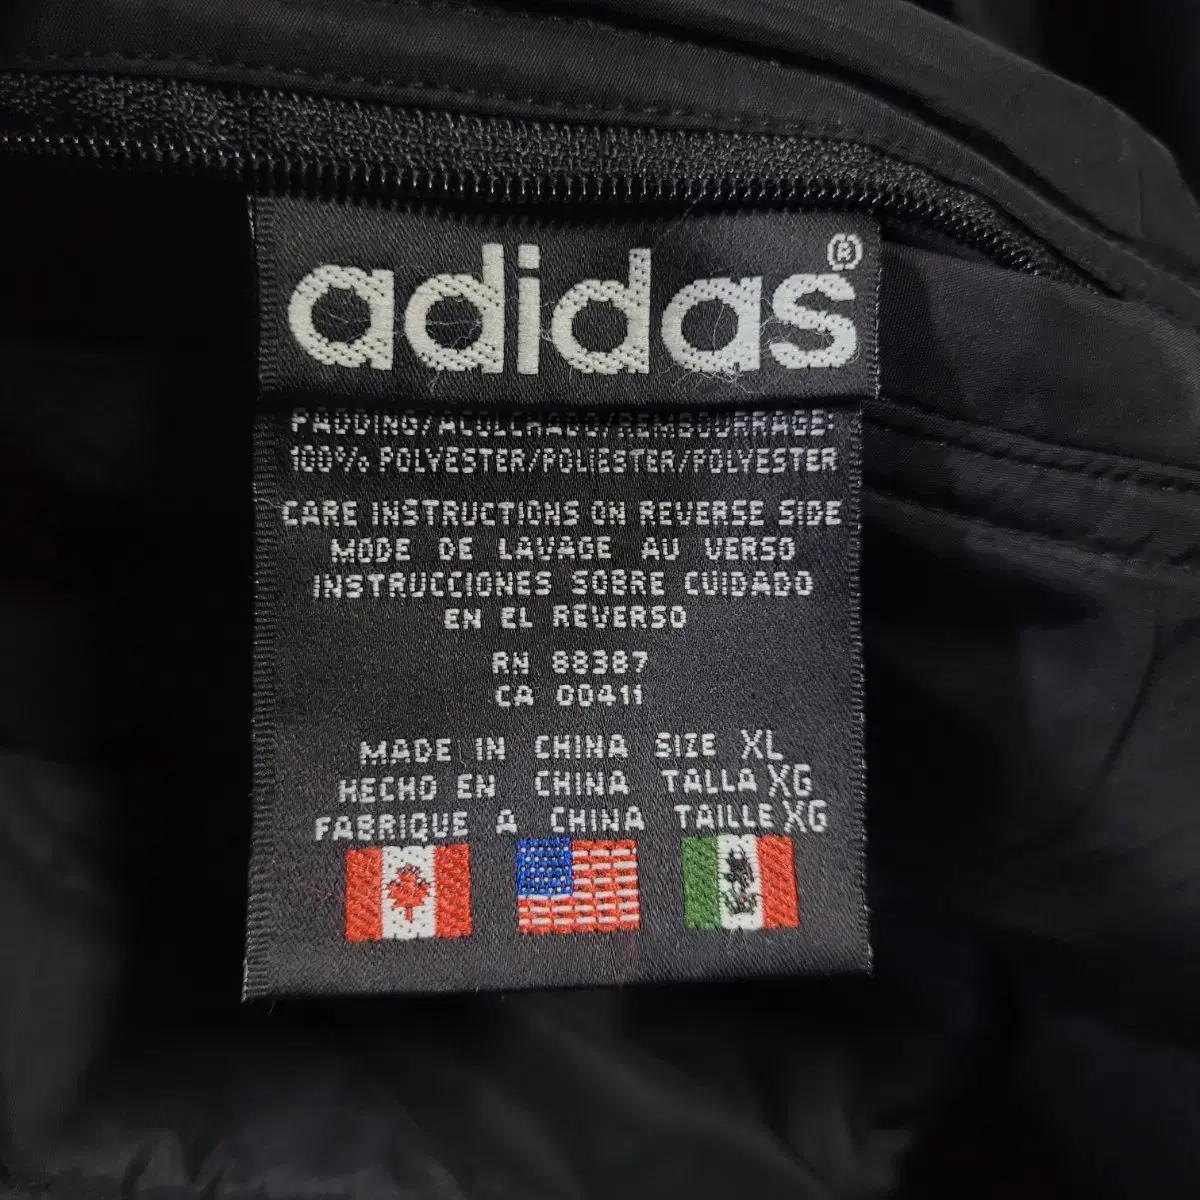 adidas®
PADDING/ACOLCHADO/REMBOURRAGE:
100% POLYESTER/POLIESTER/POLYESTER
CARE INSTRUCTIONS ON REVERSE SIDE
MODE DE LAVAGE AU VERSO
INSTRUCCIONES SOBRE CUIDADO
EN EL REVERSO
RN 88387
CA 00411
MADE IN CHINA SIZE XL
HECHO EN CHINA TALLA XG
FABRIQUE A CHINA TAILLE XG